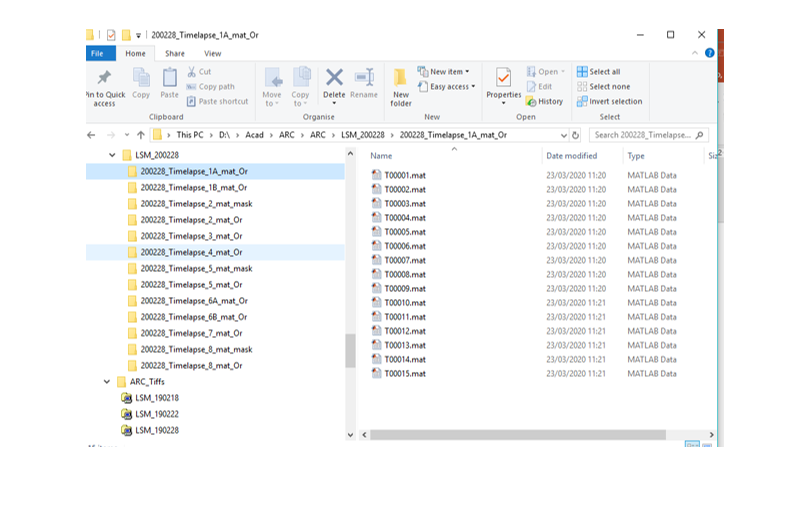 200228_Timelapse_1A_mat_Or
File Home Share View
Pin to Quick access
Copy
Paste
Cut
Copy path
Paste shortcut
Clipboard
Move to
Copy to
Delete
Rename
Organise
New folder
New item
Easy access
New
Properties
Open
Edit
History
Open
Select all
Select none
Invert selection
Select
This PC > D:\ > Acad > ARC > ARC > LSM_200228 > 200228_Timelapse_1A_mat_Or
Search 200228_Timelapse...
LSM_200228
200228_Timelapse_1A_mat_Or
200228_Timelapse_1B_mat_Or
200228_Timelapse_2_mat_mask
200228_Timelapse_2_mat_Or
200228_Timelapse_3_mat_Or
200228_Timelapse_4_mat_Or
200228_Timelapse_5_mat_mask
200228_Timelapse_5_mat_Or
200228_Timelapse_6A_mat_Or
200228_Timelapse_6B_mat_Or
200228_Timelapse_7_mat_Or
200228_Timelapse_8_mat_mask
200228_Timelapse_8_mat_Or
ARC_Tiffs
LSM_190218
LSM_190222
LSM_190228
Name Date modified Type Siz
T00001.mat 23/03/2020 11:20 MATLAB Data
T00002.mat 23/03/2020 11:20 MATLAB Data
T00003.mat 23/03/2020 11:20 MATLAB Data
T00004.mat 23/03/2020 11:20 MATLAB Data
T00005.mat 23/03/2020 11:20 MATLAB Data
T00006.mat 23/03/2020 11:20 MATLAB Data
T00007.mat 23/03/2020 11:20 MATLAB Data
T00008.mat 23/03/2020 11:20 MATLAB Data
T00009.mat 23/03/2020 11:20 MATLAB Data
T00010.mat 23/03/2020 11:21 MATLAB Data
T00011.mat 23/03/2020 11:21 MATLAB Data
T00012.mat 23/03/2020 11:21 MATLAB Data
T00013.mat 23/03/2020 11:21 MATLAB Data
T00014.mat 23/03/2020 11:21 MATLAB Data
T00015.mat 23/03/2020 11:21 MATLAB Data